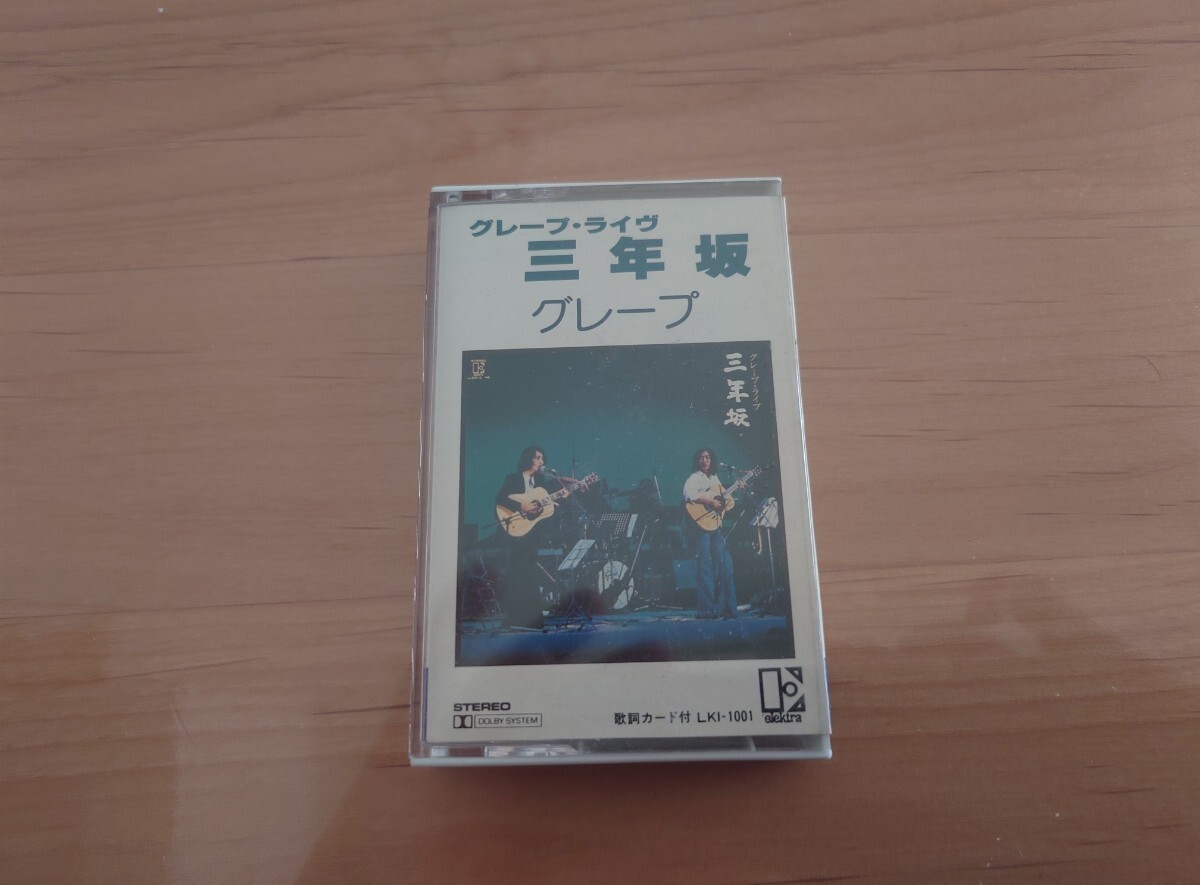 グレープ・ライヴ
三年坂
グレープ
グレープ・ライブ
三年坂
STEREO
DOLBY SYSTEM
歌詞カード付 LKI-1001
elektra